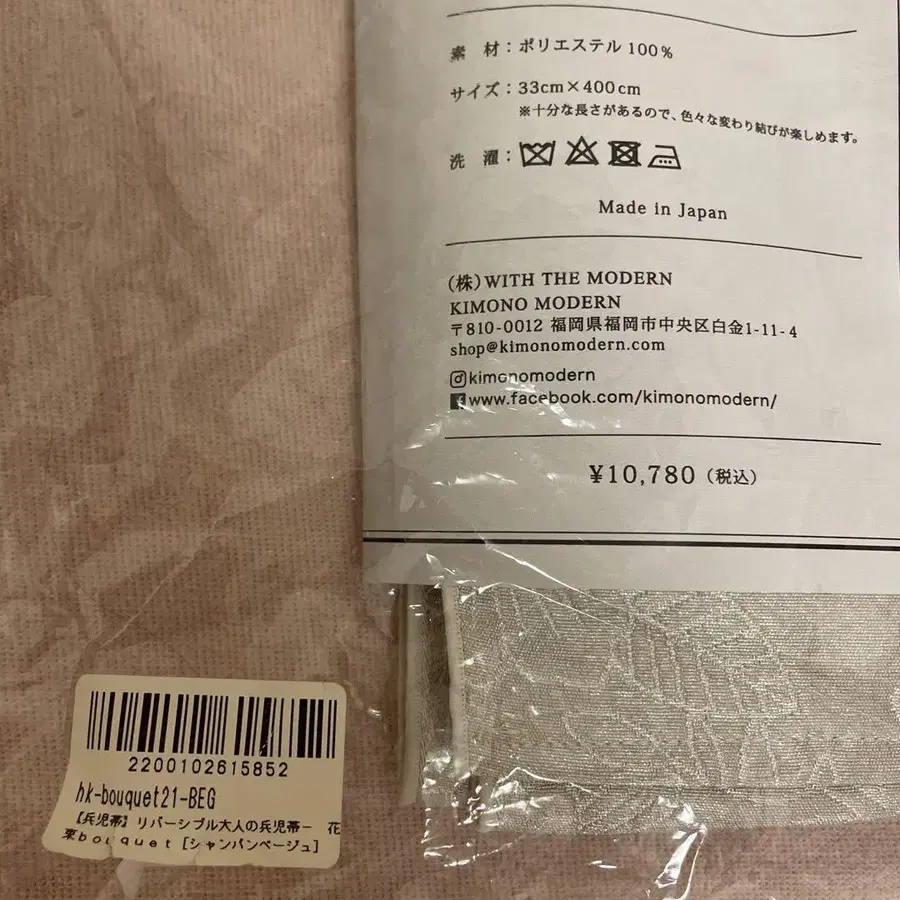 素 材：ポリエステル100%
サイズ：33cm×400cm
※十分な長さがあるので、色々な変わり結びが楽しめます。
洗 濯：
Made in Japan
(株)WITH THE MODERN
KIMONO MODERN
〒810-0012 福岡県福岡市中央区白金1-11-4
shop@kimonomodern.com
kimonomodern
www.facebook.com/kimonomodern/
¥10,780（税込）
2200102615852
hk-bouquet21-BEG
【兵児帯】リバーシブル大人の兵児帯－ 花
束bouquet［シャンパンベージュ］